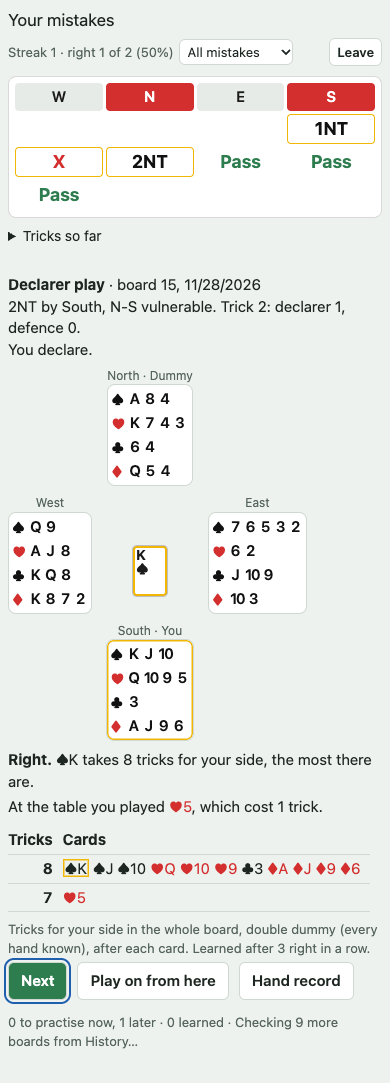 Your mistakes
Streak 1 · right 1 of 2 (50%) All mistakes Leave
W N E S
1NT
X 2NT Pass Pass
Pass
▶ Tricks so far
Declarer play · board 15, 11/28/2026
2NT by South, N-S vulnerable. Trick 2: declarer 1,
defence 0.
You declare.
North · Dummy
♠ A 8 4
♥ K 7 4 3
♣ 6 4
♦ Q 5 4
West
♠ Q 9
♥ A J 8
♣ K Q 8
♦ K 8 7 2
K
♠
East
♠ 7 6 5 3 2
♥ 6 2
♣ J 10 9
♦ 10 3
South · You
♠ K J 10
♥ Q 10 9 5
♣ 3
♦ A J 9 6
Right. ♠K takes 8 tricks for your side, the most there
are.
At the table you played ♥5, which cost 1 trick.
Tricks Cards
8 ♠K ♠J ♠10 ♥Q ♥10 ♥9 ♣3 ♦A ♦J ♦9 ♦6
7 ♥5
Tricks for your side in the whole board, double dummy (every
hand known), after each card. Learned after 3 right in a row.
Next Play on from here Hand record
0 to practise now, 1 later · 0 learned · Checking 9 more
boards from History…